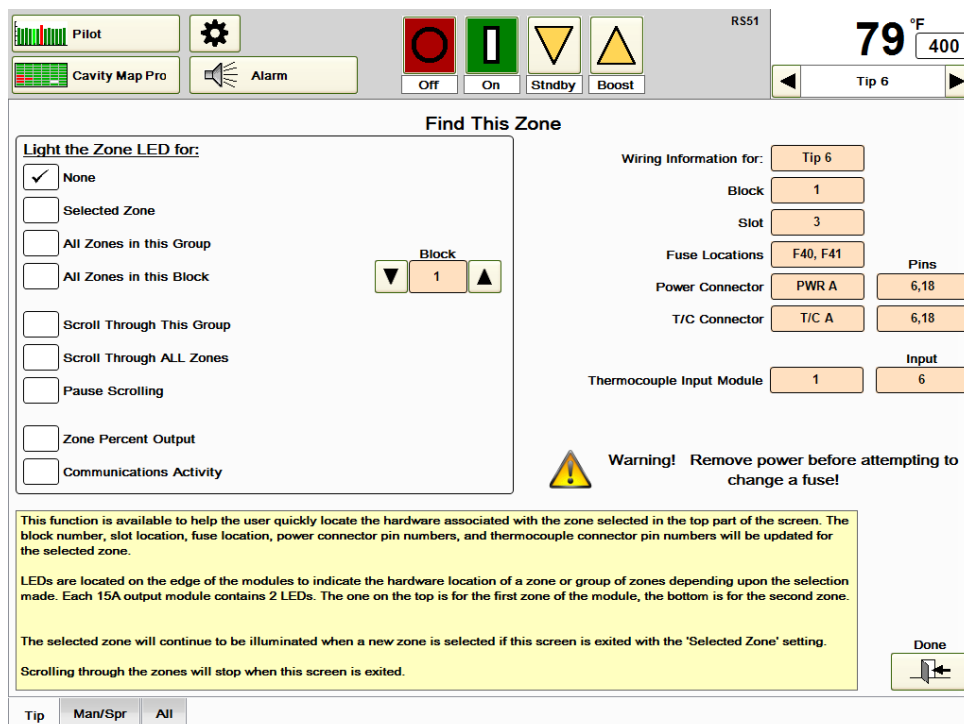 Pilot
RS51
79 °F
400
Cavity Map Pro
Alarm
Off
On
Stndby
Boost
Tip 6
Find This Zone
Light the Zone LED for:
None
Selected Zone
All Zones in this Group
All Zones in this Block
Block
1
Scroll Through This Group
Scroll Through ALL Zones
Pause Scrolling
Zone Percent Output
Communications Activity
Wiring Information for: Tip 6
Block 1
Slot 3
Fuse Locations F40, F41
Pins
Power Connector PWR A 6,18
T/C Connector T/C A 6,18
Input
Thermocouple Input Module 1 6
Warning! Remove power before attempting to
change a fuse!
This function is available to help the user quickly locate the hardware associated with the zone selected in the top part of the screen. The
block number, slot location, fuse location, power connector pin numbers, and thermocouple connector pin numbers will be updated for
the selected zone.
LEDs are located on the edge of the modules to indicate the hardware location of a zone or group of zones depending upon the selection
made. Each 15A output module contains 2 LEDs. The one on the top is for the first zone of the module, the bottom is for the second zone.
The selected zone will continue to be illuminated when a new zone is selected if this screen is exited with the 'Selected Zone' setting.
Scrolling through the zones will stop when this screen is exited.
Done
Tip
Man/Spr
All